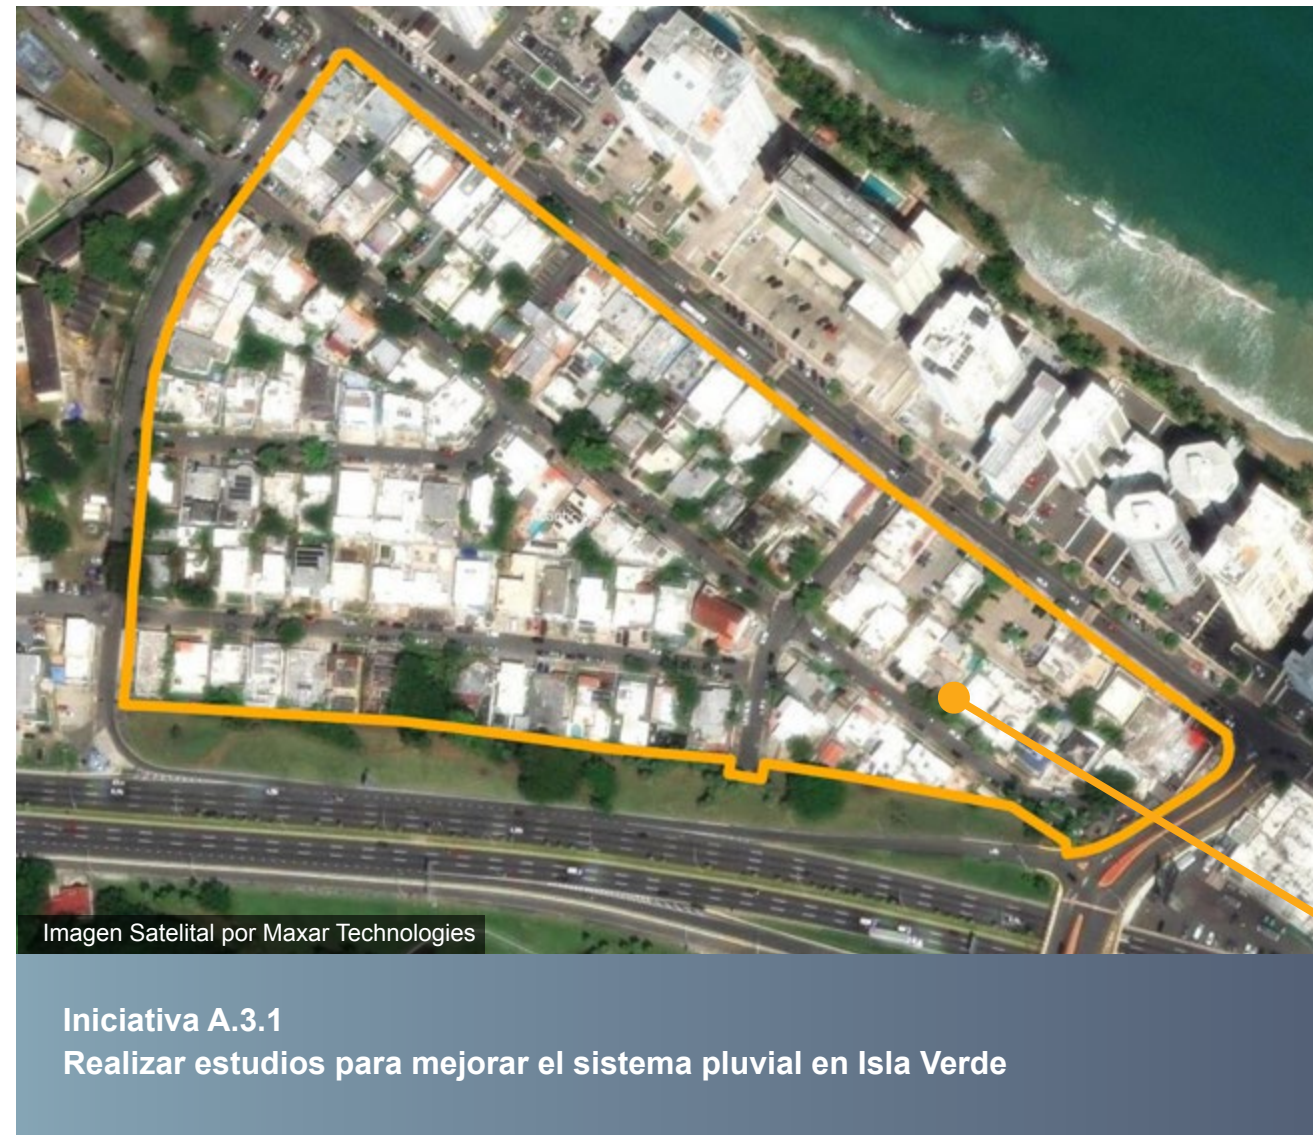 Imagen Satelital por Maxar Technologies
Iniciativa A.3.1
Realizar estudios para mejorar el sistema pluvial en Isla Verde